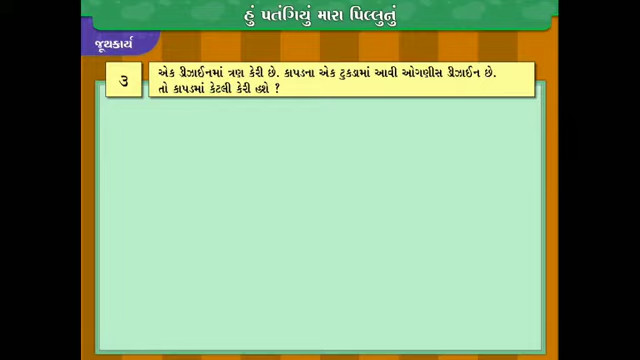 હું પતંગિયું મારા પિલ્લુનું
જૂથકાર્ય
૩
એક ડીઝાઈનમાં ત્રણ કેરી છે. કાપડના એક ટુકડામાં આવી ઓગણીસ ડીઝાઈન છે.
તો કાપડમાં કેટલી કેરી હશે ?